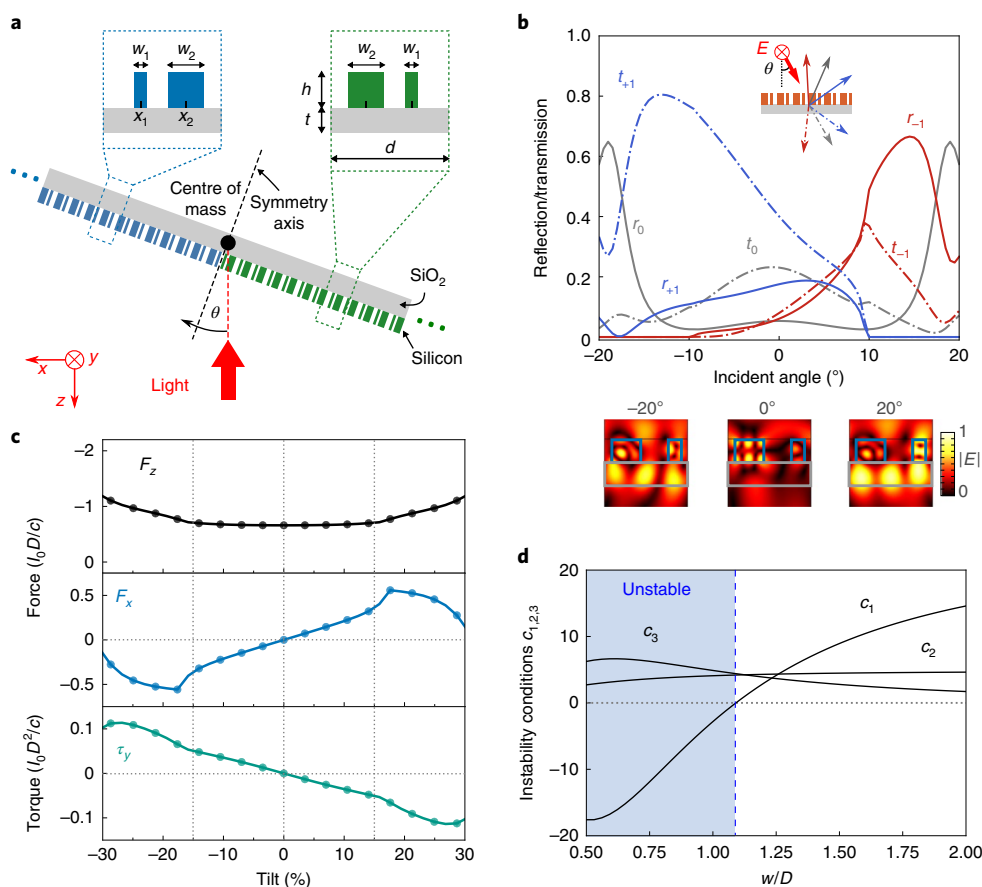 a
w1
w2
w2
w1
h
t
x1
x2
d
Centre of
mass
Symmetry
axis
θ
SiO2
Silicon
x
y
z
Light
b
Reflection/transmission
1.0
0.8
0.6
0.4
0.2
0
E
θ
t+1
r−1
r0
t0
t−1
r+1
−20
−10
0
10
20
Incident angle (°)
−20°
0°
20°
1
|E|
0
c
Force (I0D/c)
−2
−1
0
Fz
0.5
0
−0.5
Fx
Torque (I0D²/c)
0.1
0
−0.1
τy
−30
−20
−10
0
10
20
30
Tilt (%)
d
Instability conditions c1,2,3
20
10
0
−10
−20
Unstable
c1
c3
c2
0.50
0.75
1.00
1.25
1.50
1.75
2.00
w/D